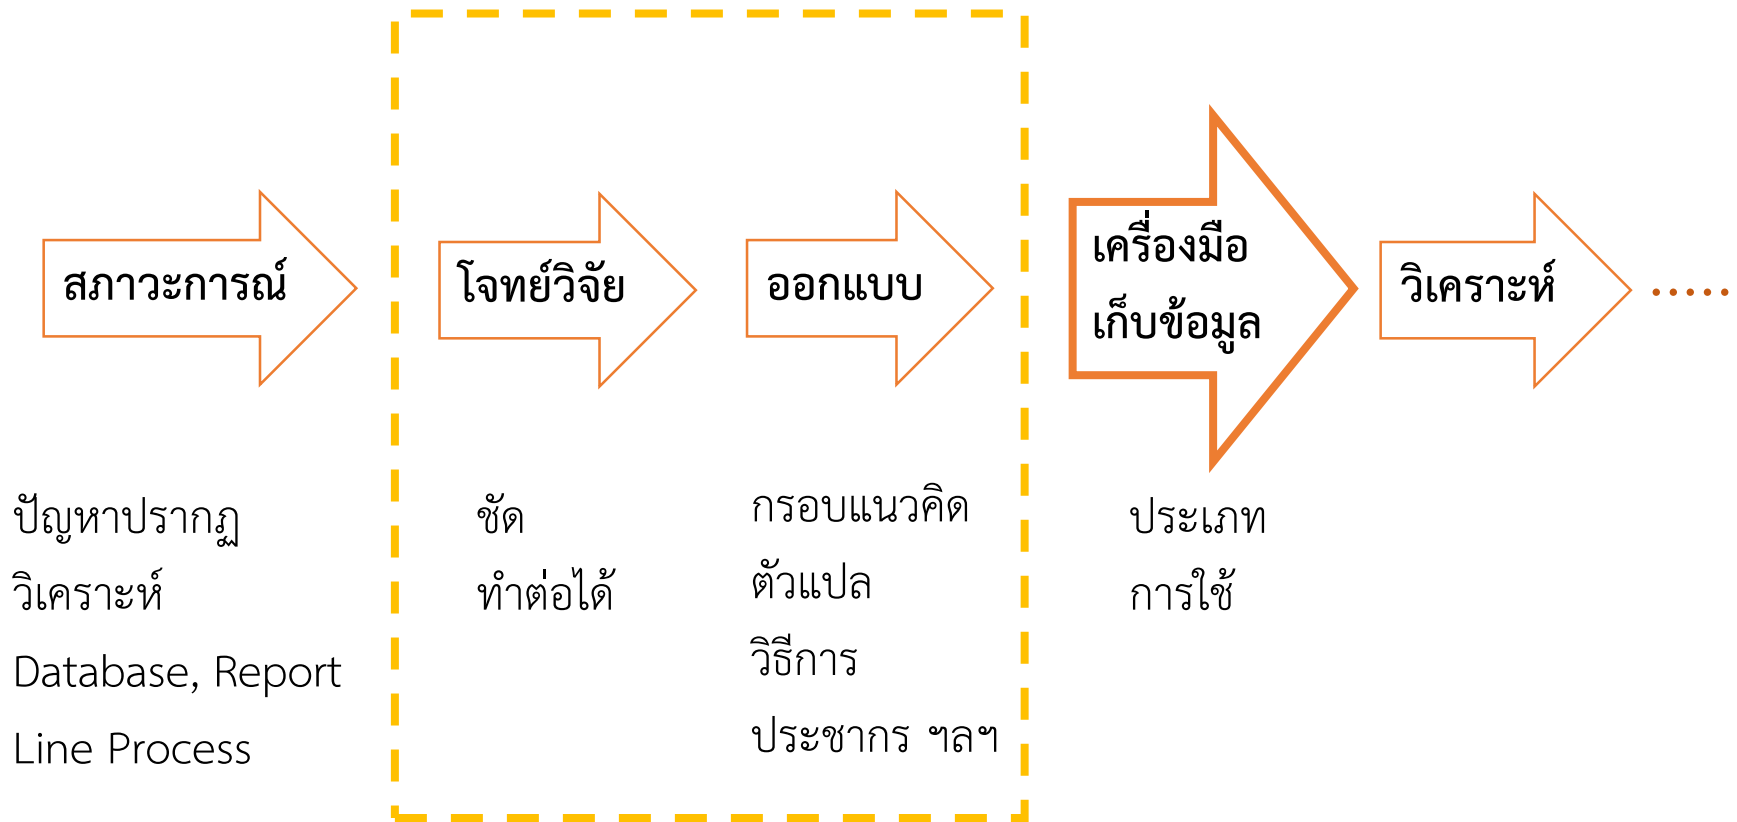 สภาวะการณ์
โจทย์วิจัย
ออกแบบ
เครื่องมือ
เก็บข้อมูล
วิเคราะห์
.....
ปัญหาปรากฏ
วิเคราะห์
Database, Report
Line Process
ชัด
ทำต่อได้
กรอบแนวคิด
ตัวแปล
วิธีการ
ประชากร ฯลฯ
ประเภท
การใช้